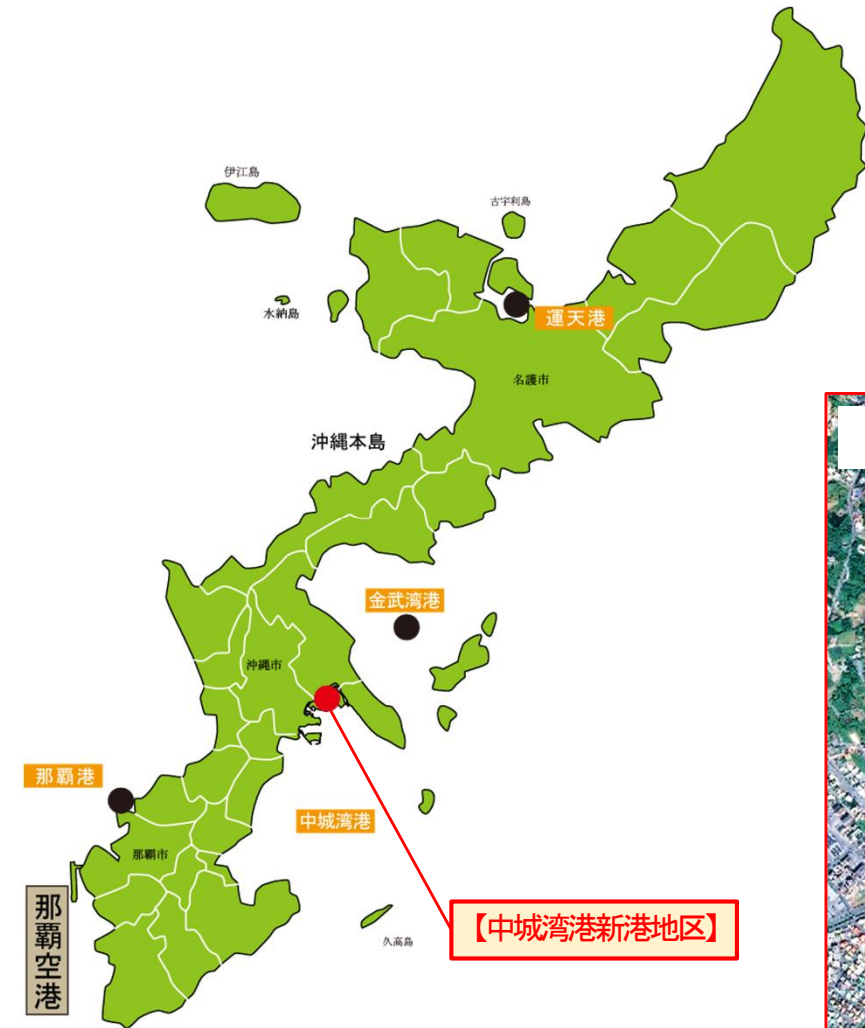 伊江島
古宇利島
水納島
運天港
名護市
沖縄本島
金武湾港
沖縄市
那覇港
中城湾港
那覇市
那覇空港
久高島
【中城湾港新港地区】